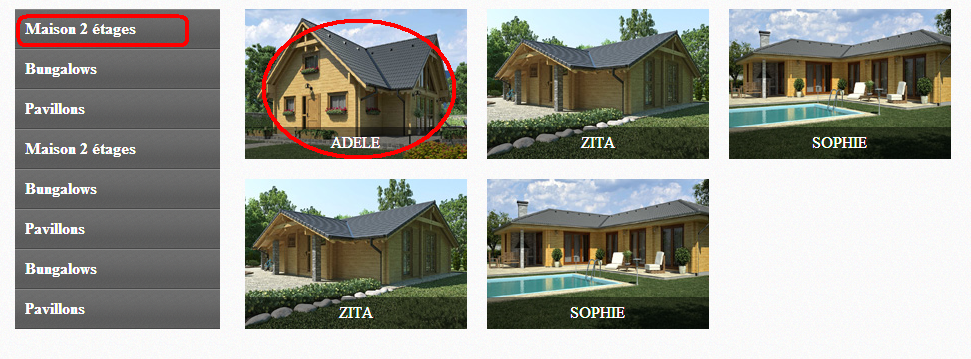 Maison 2 étages
Bungalows
Pavillons
Maison 2 étages
Bungalows
Pavillons
Bungalows
Pavillons
ADELE
ZITA
SOPHIE
ZITA
SOPHIE